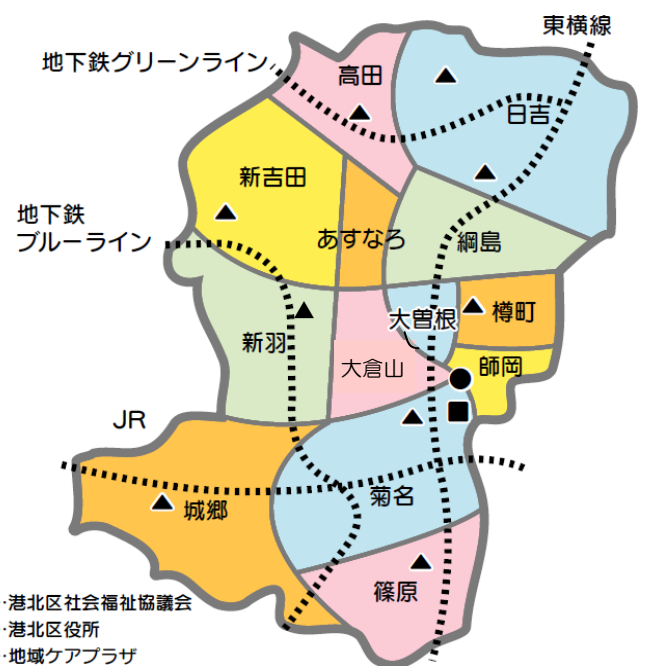 東横線
地下鉄グリーンライン
高田
日吉
新吉田
地下鉄
ブルーライン
あすなろ
綱島
大曽根
樽町
新羽
大倉山
師岡
JR
菊名
城郷
篠原
・港北区社会福祉協議会
・港北区役所
・地域ケアプラザ